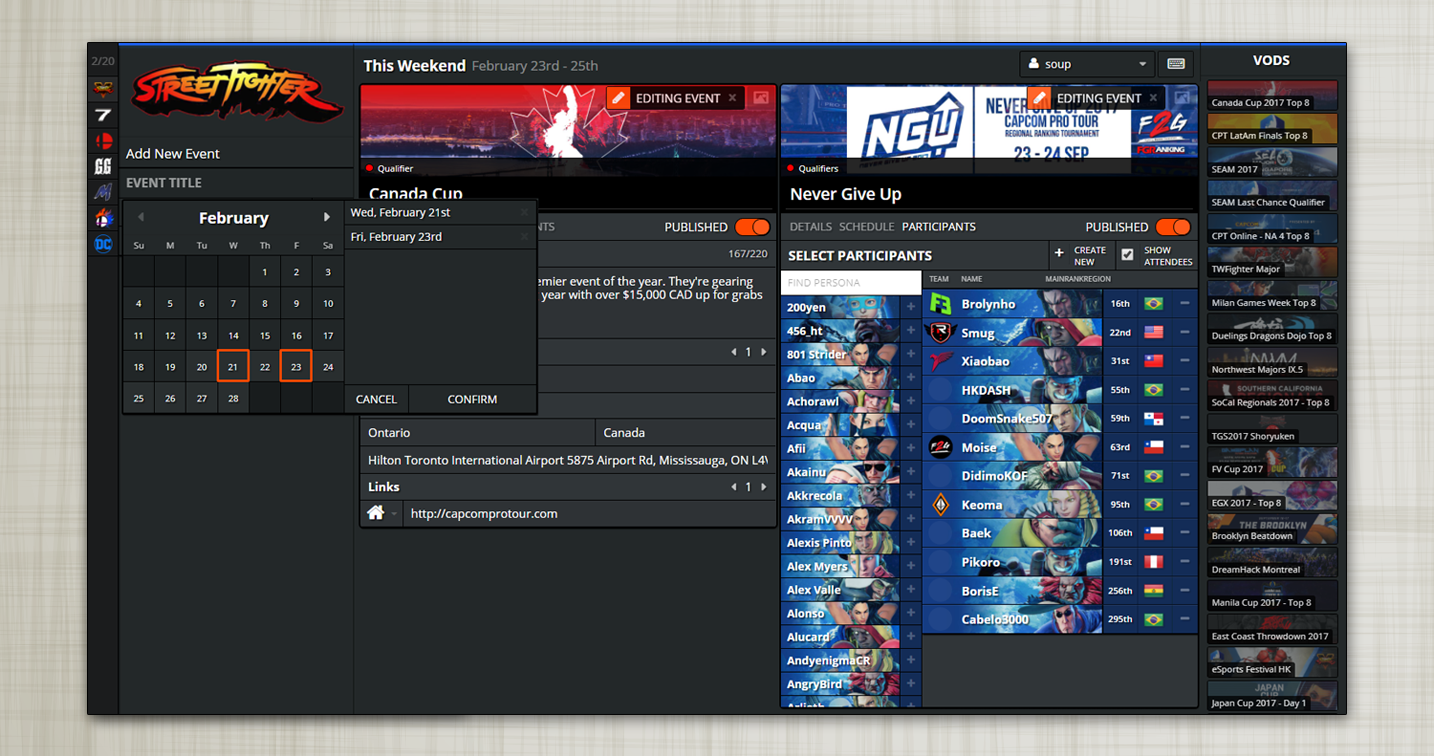 2/20
STREET FIGHTER
7
GG
DC
Add New Event
EVENT TITLE
February
Su M Tu W Th F Sa
1 2 3
4 5 6 7 8 9 10
11 12 13 14 15 16 17
18 19 20 21 22 23 24
25 26 27 28
Wed, February 21st
Fri, February 23rd
CANCEL CONFIRM
This Weekend February 23rd - 25th
soup
EDITING EVENT
Qualifier
Canada Cup
PUBLISHED
167/220
emier event of the year. They're gearing
year with over $15,000 CAD up for grabs
1
Ontario Canada
Hilton Toronto International Airport 5875 Airport Rd, Mississauga, ON L4V
Links 1
http://capcomprotour.com
EDITING EVENT
NGU
CAPCOM PRO TOUR
REGIONAL RANKING TOURNAMENT
23 - 24 SEP
F2G
RANKING
Qualifiers
Never Give Up
DETAILS SCHEDULE PARTICIPANTS PUBLISHED
SELECT PARTICIPANTS
CREATE NEW
SHOW ATTENDEES
FIND PERSONA
200yen
456_ht
801 Strider
Abao
Achorawl
Acqua
Afii
Akainu
Akkrecola
AkramVVVV
Alexis Pinto
Alex Myers
Alex Valle
Alonso
Alucard
AndyenigmaCR
AngryBird
TEAM NAME MAINRANKREGION
Brolynho 16th
Smug 22nd
Xiaobao 31st
HKDASH 55th
DoomSnake507 59th
F2G Moise 63rd
DidimoKOF 71st
Keoma 95th
Baek 106th
Pikoro 191st
BorisE 256th
Cabelo3000 295th
VODS
Canada Cup 2017 Top 8
CPT LatAm Finals Top 8
SEAM 2017
SEAM Last Chance Qualifier
CPT Online - NA 4 Top 8
TWFighter Major
Milan Games Week Top 8
Duelings Dragons Dojo Top 8
Northwest Majors IX.5
SOUTHERN CALIFORNIA
SoCal Regionals 2017 - Top 8
TGS2017 Shoryuken
FV Cup 2017
EGX 2017 - Top 8
THE BROOKLYN
Brooklyn Beatdown
DreamHack Montreal
Manila Cup 2017 - Top 8
East Coast Throwdown 2017
eSports Festival HK
JAPAN CUP
Japan Cup 2017 - Day 1